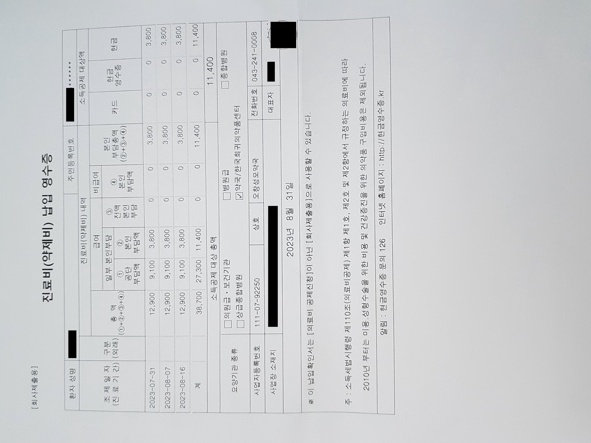 [회사제출용]
진료비(약제비) 납입 영수증
환자 성명 주민등록번호 ******
진료비(약제비) 내역 소득공제 대상액
조 제 일 자 (진 료 기 간) 구분 (외래) 총 액 (①+②+③+④) 급여 비급여 본인 부담총액 (②+③+④) 카드 현금 영수증 현금
일부 본인부담 ③ 전액 본인 부담 ④ 본인 부담액
① 공단 부담액 ② 본인 부담액
2023-07-31 12,900 9,100 3,800 0 0 3,800 0 0 3,800
2023-08-07 12,900 9,100 3,800 0 0 3,800 0 0 3,800
2023-08-16 12,900 9,100 3,800 0 0 3,800 0 0 3,800
계 38,700 27,300 11,400 0 0 11,400 0 0 11,400
소득공제 대상 총액 11,400
요양기관 종류 □의원급·보건기관 □병원급 □종합병원
□상급종합병원 ☑약국/한국희귀의약품센터
사업자등록번호 111-07-92250 상호 오창성모약국 전화번호 043-241-0008
사업장 소재지 대표자
2023년 8월 31일
※ 이 납입확인서는 [의료비 공제신청]이 아닌 [회사제출용]으로 사용할 수 있습니다.
주 : 소득세법시행령 제110조(의료비공제) 제1항 제1호, 제2호 및 제2항에서 규정하는 의료비에 따라
2010년 부터는 미용 성형수술을 위한 비용 및 건강증진을 위한 의약품 구입비용은 제외됩니다.
알림 : 현금영수증 문의 126 인터넷 홈페이지 : http://현금영수증.kr